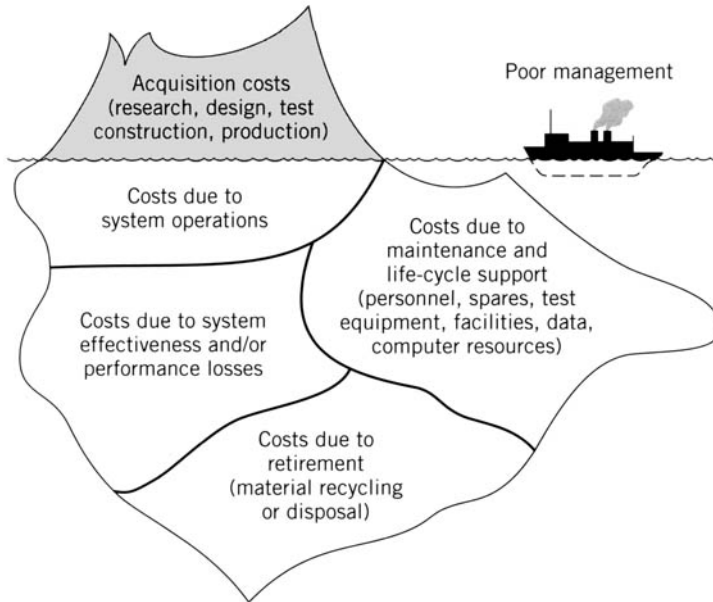 Acquisition costs
(research, design, test
construction, production)
Poor management
Costs due to
system operations
Costs due to
maintenance and
life-cycle support
(personnel, spares, test
equipment, facilities, data,
computer resources)
Costs due to system
effectiveness and/or
performance losses
Costs due to
retirement
(material recycling
or disposal)